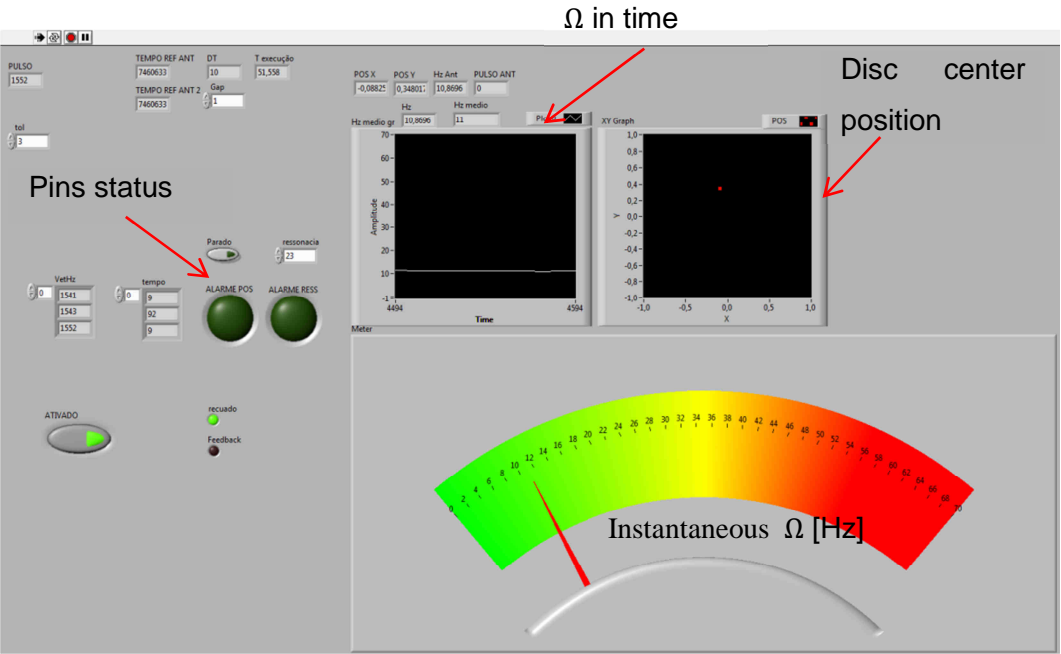 Ω in time
PULSO
1552
TEMPO REF ANT
7460633
DT
10
T execução
51,558
TEMPO REF ANT 2
7460633
Gap
1
tol
3
POS X
-0,0882
POS Y
0,34801
Hz Ant
10,8696
PULSO ANT
0
Hz
10,8696
Hz medio
11
Hz medio gr
XY Graph
POS
Disc center
position
Pins status
70
60
50
40
30
20
10
-1
Amplitude
4494
4594
Time
1,0
0,8
0,6
0,4
0,2
0,0
-0,2
-0,4
-0,6
-0,8
-1,0
Y
-1,0
-0,5
0,0
0,5
1,0
X
Parado
ressonacia
23
VetHz
0
1541
1543
1552
tempo
0
9
92
9
ALARME POS
ALARME RESS
Meter
ATIVADO
recuado
Feedback
0 2 4 6 8 10 12 14 16 18 20 22 24 26 28 30 32 34 36 38 40 42 44 46 48 50 52 54 56 58 60 62 64 66 68 70
Instantaneous Ω [Hz]